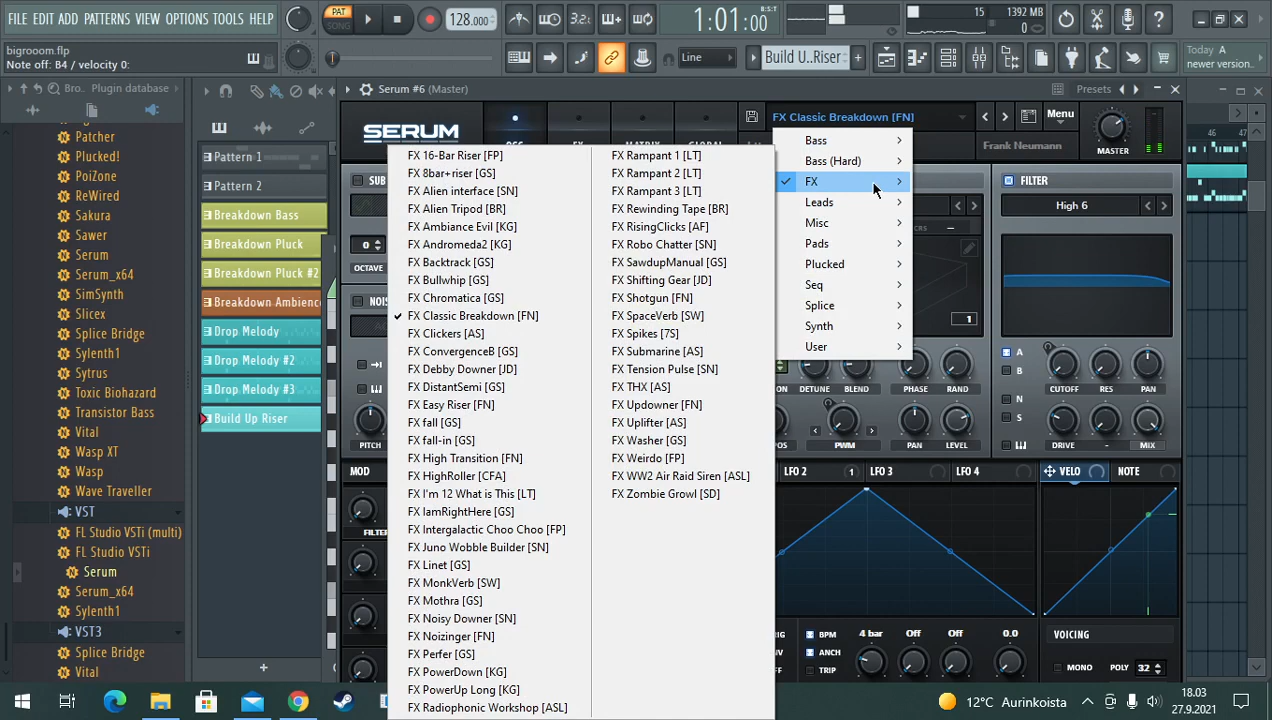 FILE EDIT ADD PATTERNS VIEW OPTIONS TOOLS HELP
PAT
SONG
128.000
3.2.
1:01:00
B:S:T
15
1392 MB
0
bigrooom.flp
Note off: B4 / velocity 0:
Line
Build U..Riser
Today A
newer version..
Bro..
Plugin database
Patcher
Plucked!
PoiZone
ReWired
Sakura
Sawer
Serum
Serum_x64
SimSynth
Slicex
Splice Bridge
Sylenth1
Sytrus
Toxic Biohazard
Transistor Bass
Vital
Wasp XT
Wasp
Wave Traveller
VST
FL Studio VSTi (multi)
FL Studio VSTi
Serum
Serum_x64
Sylenth1
VST3
Splice Bridge
Vital
Pattern 1
Pattern 2
Breakdown Bass
Breakdown Pluck
Breakdown Pluck #2
Breakdown Ambience
Drop Melody
Drop Melody #2
Drop Melody #3
Build Up Riser
Serum #6 (Master)
Presets
SERUM
FX Classic Breakdown [FN]
Menu
MASTER
Frank Neumann
SUB
0
OCTAVE
PITCH
FX 16-Bar Riser [FP]
FX 8bar+riser [GS]
FX Alien interface [SN]
FX Alien Tripod [BR]
FX Ambiance Evil [KG]
FX Andromeda2 [KG]
FX Backtrack [GS]
FX Bullwhip [GS]
FX Chromatica [GS]
FX Classic Breakdown [FN]
FX Clickers [AS]
FX ConvergenceB [GS]
FX Debby Downer [JD]
FX DistantSemi [GS]
FX Easy Riser [FN]
FX fall [GS]
FX fall-in [GS]
FX High Transition [FN]
FX HighRoller [CFA]
FX I'm 12 What is This [LT]
FX IamRightHere [GS]
FX Intergalactic Choo Choo [FP]
FX Juno Wobble Builder [SN]
FX Linet [GS]
FX MonkVerb [SW]
FX Mothra [GS]
FX Noisy Downer [SN]
FX Noizinger [FN]
FX Perfer [GS]
FX PowerDown [KG]
FX PowerUp Long [KG]
FX Radiophonic Workshop [ASL]
FX Rampant 1 [LT]
FX Rampant 2 [LT]
FX Rampant 3 [LT]
FX Rewinding Tape [BR]
FX RisingClicks [AF]
FX Robo Chatter [SN]
FX SawdupManual [GS]
FX Shifting Gear [JD]
FX Shotgun [FN]
FX SpaceVerb [SW]
FX Spikes [7S]
FX Submarine [AS]
FX Tension Pulse [SN]
FX THX [AS]
FX Updowner [FN]
FX Uplifter [AS]
FX Washer [GS]
FX Weirdo [FP]
FX WW2 Air Raid Siren [ASL]
FX Zombie Growl [SD]
Bass
Bass (Hard)
FX
Leads
Misc
Pads
Plucked
Seq
Splice
Synth
User
FILTER
High 6
1
DETUNE
BLEND
PHASE
RAND
PWM
PAN
LEVEL
A
B
N
S
CUTOFF
RES
PAN
DRIVE
MIX
MOD
LFO 2
1
LFO 3
LFO 4
VELO
NOTE
BPM
ANCH
TRIP
4 bar
Off
Off
0.0
VOICING
MONO
POLY
32
46
47
12°C Aurinkoista
18.03
27.9.2021